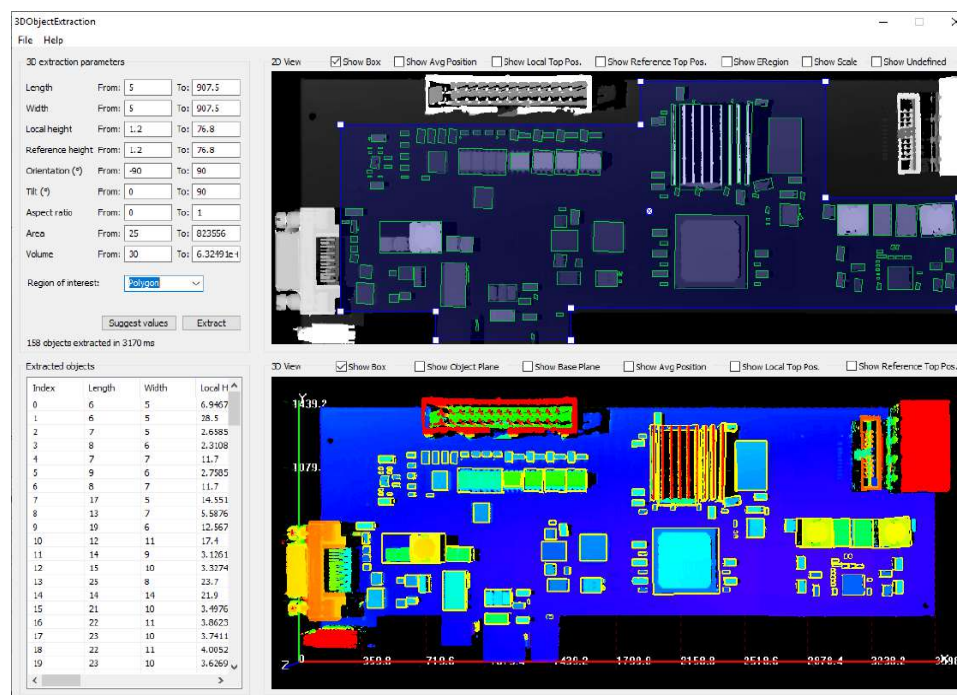 3DObjectExtraction
File Help
3D extraction parameters
Length From: 5 To: 907.5
Width From: 5 To: 907.5
Local height From: 1.2 To: 76.8
Reference height From: 1.2 To: 76.8
Orientation (°) From: -90 To: 90
Tilt (°) From: 0 To: 90
Aspect ratio From: 0 To: 1
Area From: 25 To: 823556
Volume From: 30 To: 6.32491e+
Region of interest: Polygon
Suggest values Extract
158 objects extracted in 3170 ms
2D View Show Box Show Avg Position Show Local Top Pos. Show Reference Top Pos. Show ERegion Show Scale Show Undefined
Extracted objects
Index Length Width Local H
0 6 5 6.9467
1 6 5 28.5
2 7 5 2.6585
3 8 6 2.3108
4 7 7 11.7
5 9 6 2.7585
6 8 7 11.7
7 17 5 14.551
8 13 7 5.5876
9 19 6 12.567
10 12 11 17.4
11 14 9 3.1261
12 15 10 3.3274
13 25 8 23.7
14 14 14 21.9
15 21 10 3.4976
16 22 11 3.8623
17 23 10 3.7411
18 22 11 4.0052
19 23 10 3.6269
3D View Show Box Show Object Plane Show Base Plane Show Avg Position Show Local Top Pos. Show Reference Top Pos.
Y
1439.2
1079.
Z 0 359.8 719.6 1439.2 1799.0 2158.8 2518.6 2878.4 3238.2